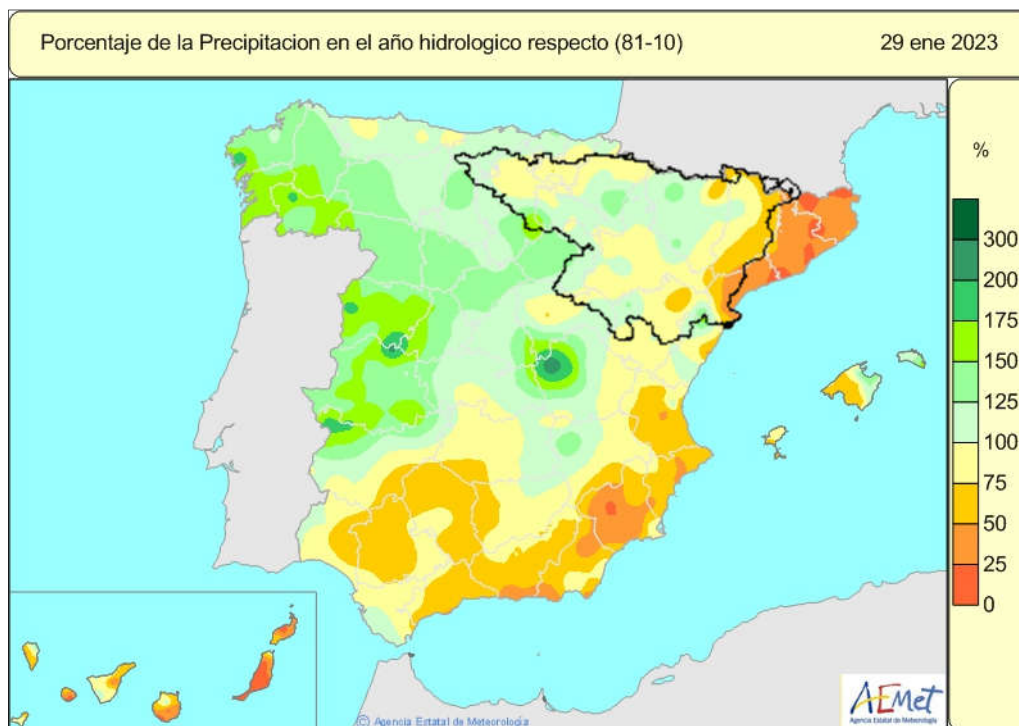 Porcentaje de la Precipitacion en el año hidrologico respecto (81-10) 29 ene 2023
%
300
200
175
150
125
100
75
50
25
0
© Agencia Estatal de Meteorología
AEMet
Agencia Estatal de Meteorología